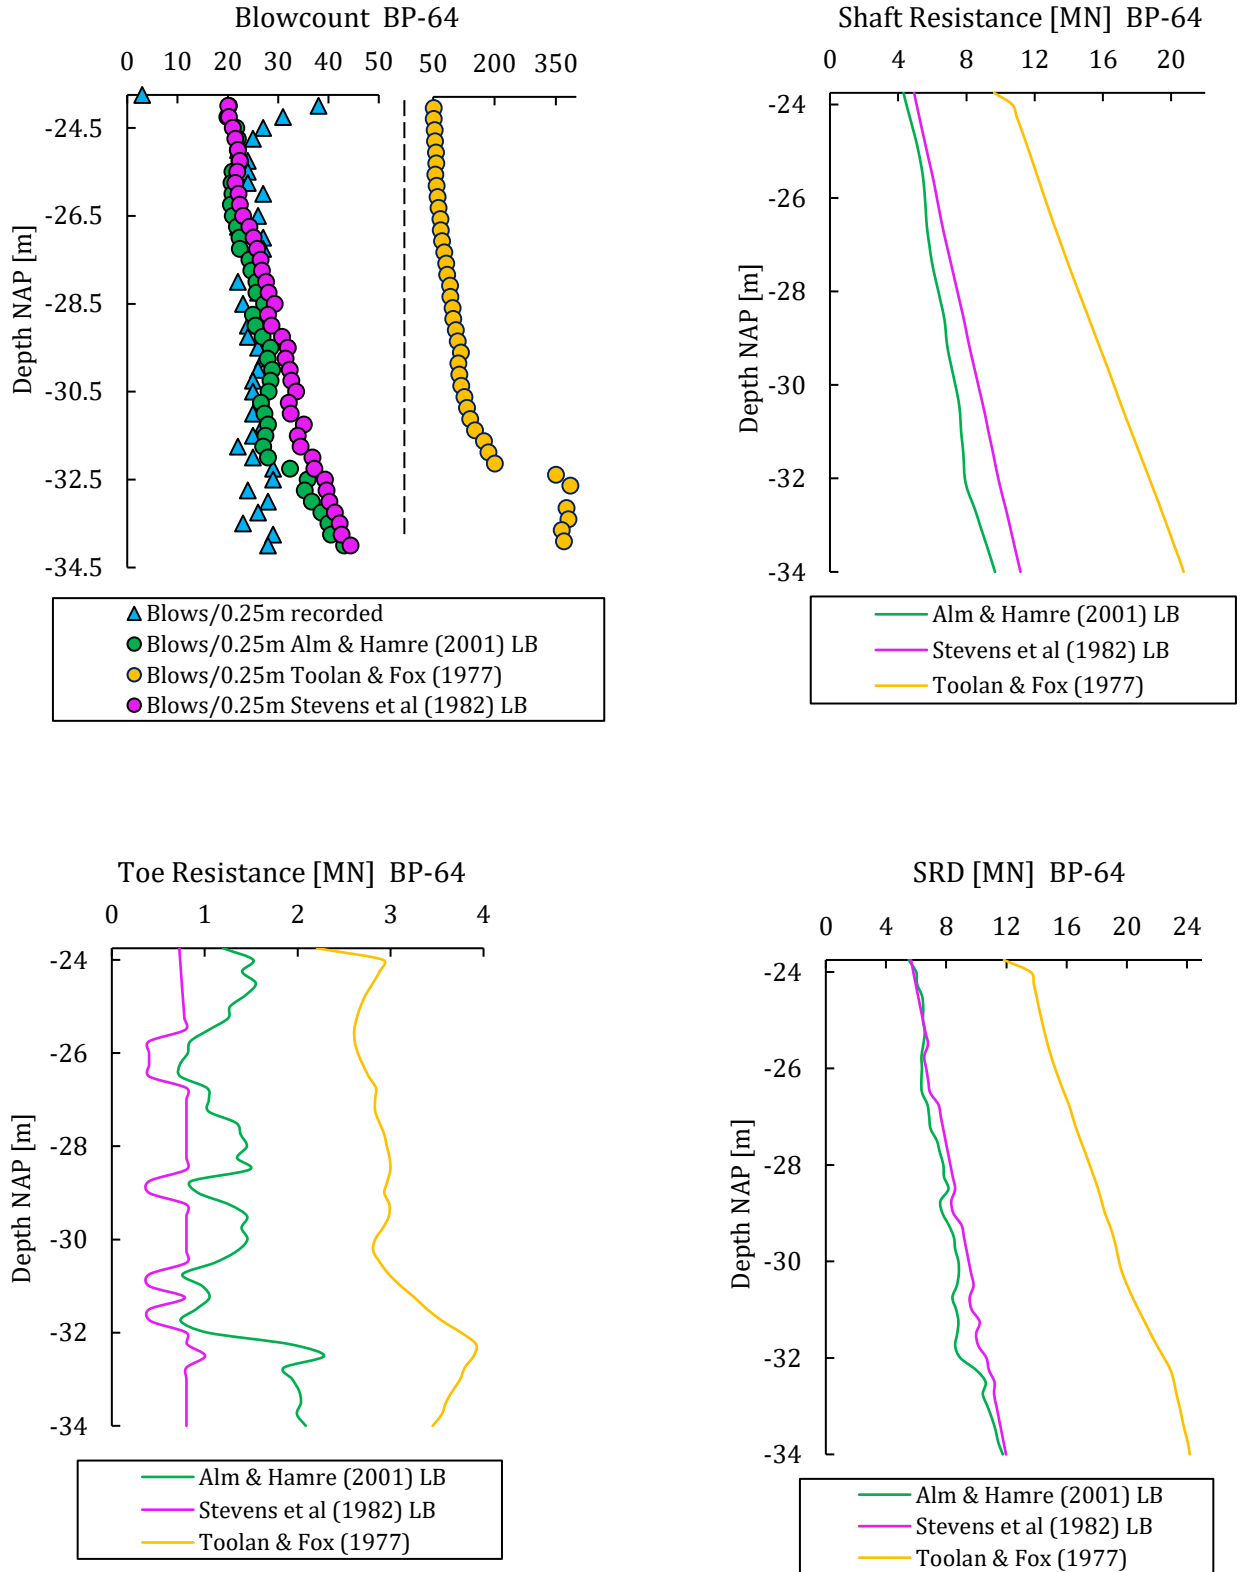 Blowcount  BP-64
0 10 20 30 40 50 50 200 350
-24.5
-26.5
-28.5
-30.5
-32.5
-34.5
Depth NAP [m]
Blows/0.25m recorded
Blows/0.25m Alm & Hamre (2001) LB
Blows/0.25m Toolan & Fox (1977)
Blows/0.25m Stevens et al (1982) LB
Shaft Resistance [MN]  BP-64
0 4 8 12 16 20
-24
-26
-28
-30
-32
-34
Depth NAP [m]
Alm & Hamre (2001) LB
Stevens et al (1982) LB
Toolan & Fox (1977)
Toe Resistance [MN]  BP-64
0 1 2 3 4
-24
-26
-28
-30
-32
-34
Depth NAP [m]
Alm & Hamre (2001) LB
Stevens et al (1982) LB
Toolan & Fox (1977)
SRD [MN]  BP-64
0 4 8 12 16 20 24
-24
-26
-28
-30
-32
-34
Depth NAP [m]
Alm & Hamre (2001) LB
Stevens et al (1982) LB
Toolan & Fox (1977)